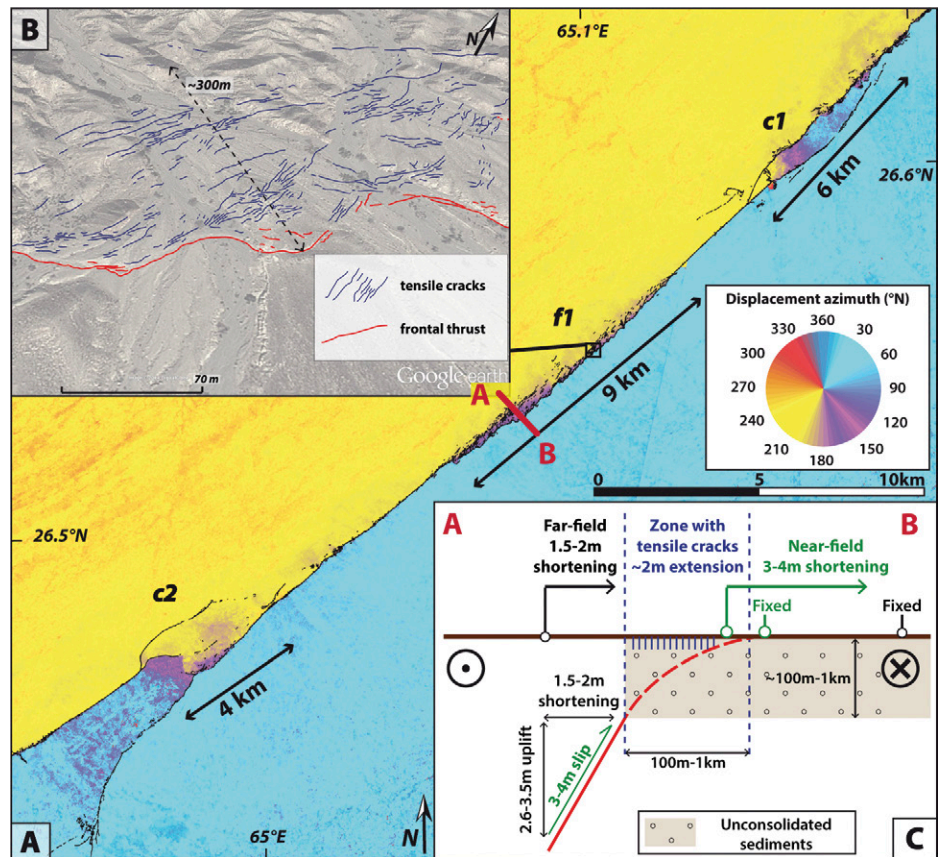 B
N
~300m
tensile cracks
frontal thrust
Google earth
70 m
65.1°E
c1
6 km
26.6°N
f1
9 km
A
B
Displacement azimuth (°N)
360
330
30
300
60
270
90
240
120
210
150
180
0
5
10km
26.5°N
c2
4 km
A
65°E
N
A
B
Far-field
1.5-2m
shortening
Zone with
tensile cracks
~2m extension
Near-field
3-4m shortening
Fixed
Fixed
1.5-2m
shortening
~100m-1km
2.6-3.5m uplift
3-4m slip
100m-1km
Unconsolidated
sediments
C